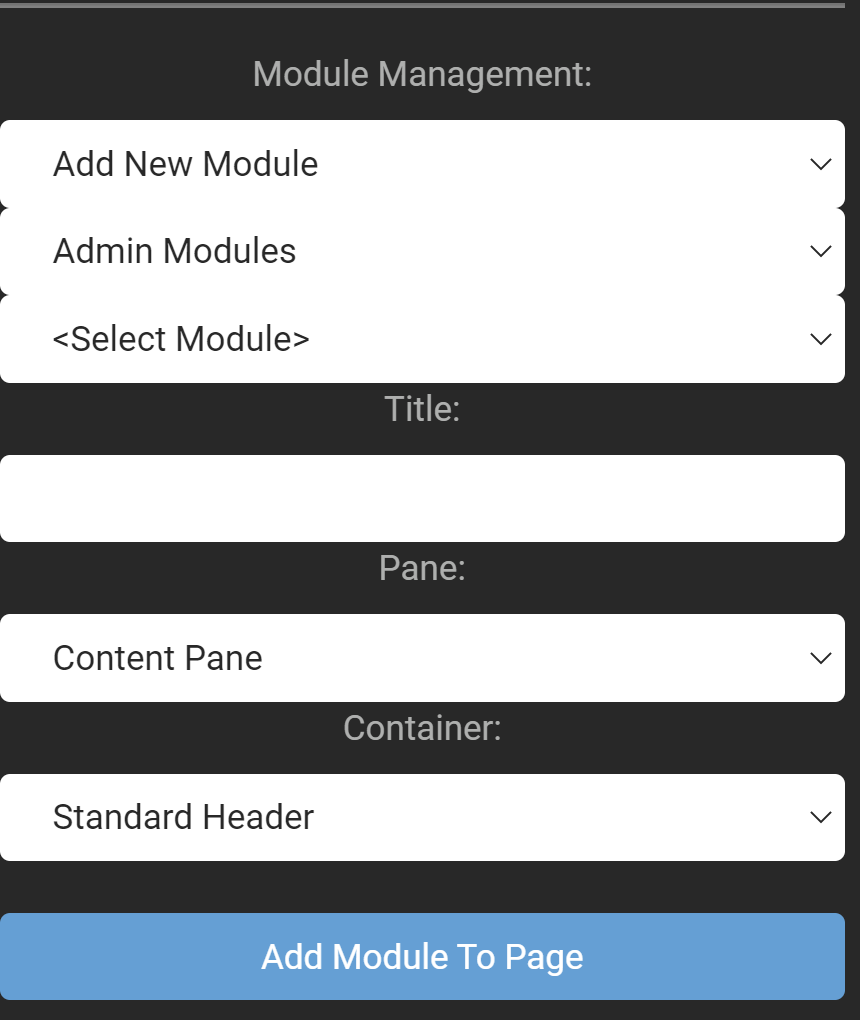 Module Management:
Add New Module
Admin Modules
<Select Module>
Title:
Pane:
Content Pane
Container:
Standard Header
Add Module To Page